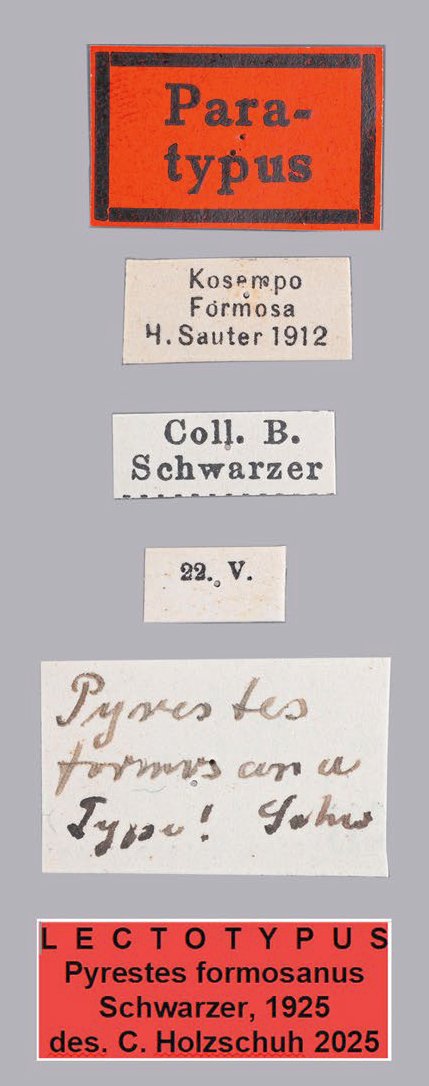 Para-
typus
Kosempo
Formosa
H. Sauter 1912
Coll. B.
Schwarzer
22. V.
Pyrestes
formosana
Type! Schw
LECTOTYPUS
Pyrestes formosanus
Schwarzer, 1925
des. C. Holzschuh 2025